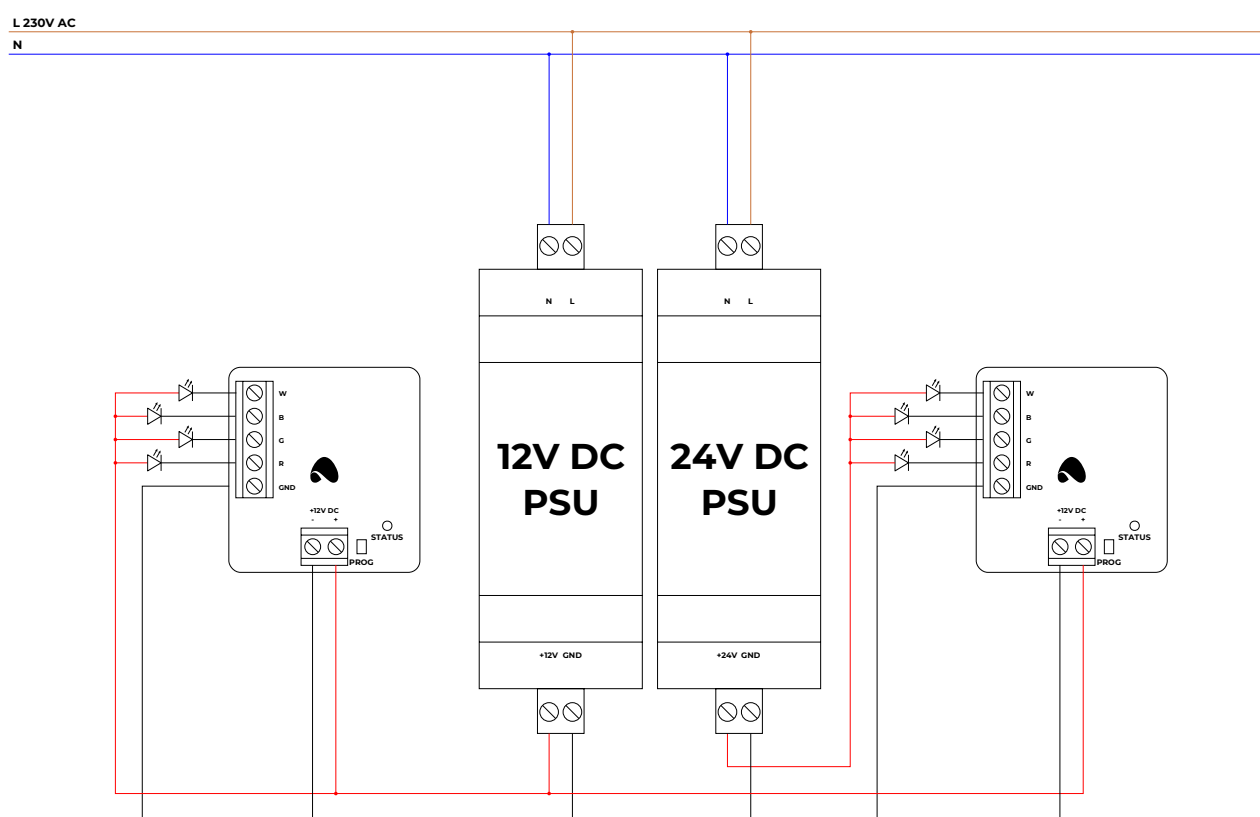 L 230V AC
N
N L
N L
W
B
G
R
GND
+12V DC
- +
STATUS
PROG
12V DC
PSU
24V DC
PSU
W
B
G
R
GND
+12V DC
- +
STATUS
PROG
+12V GND
+24V GND